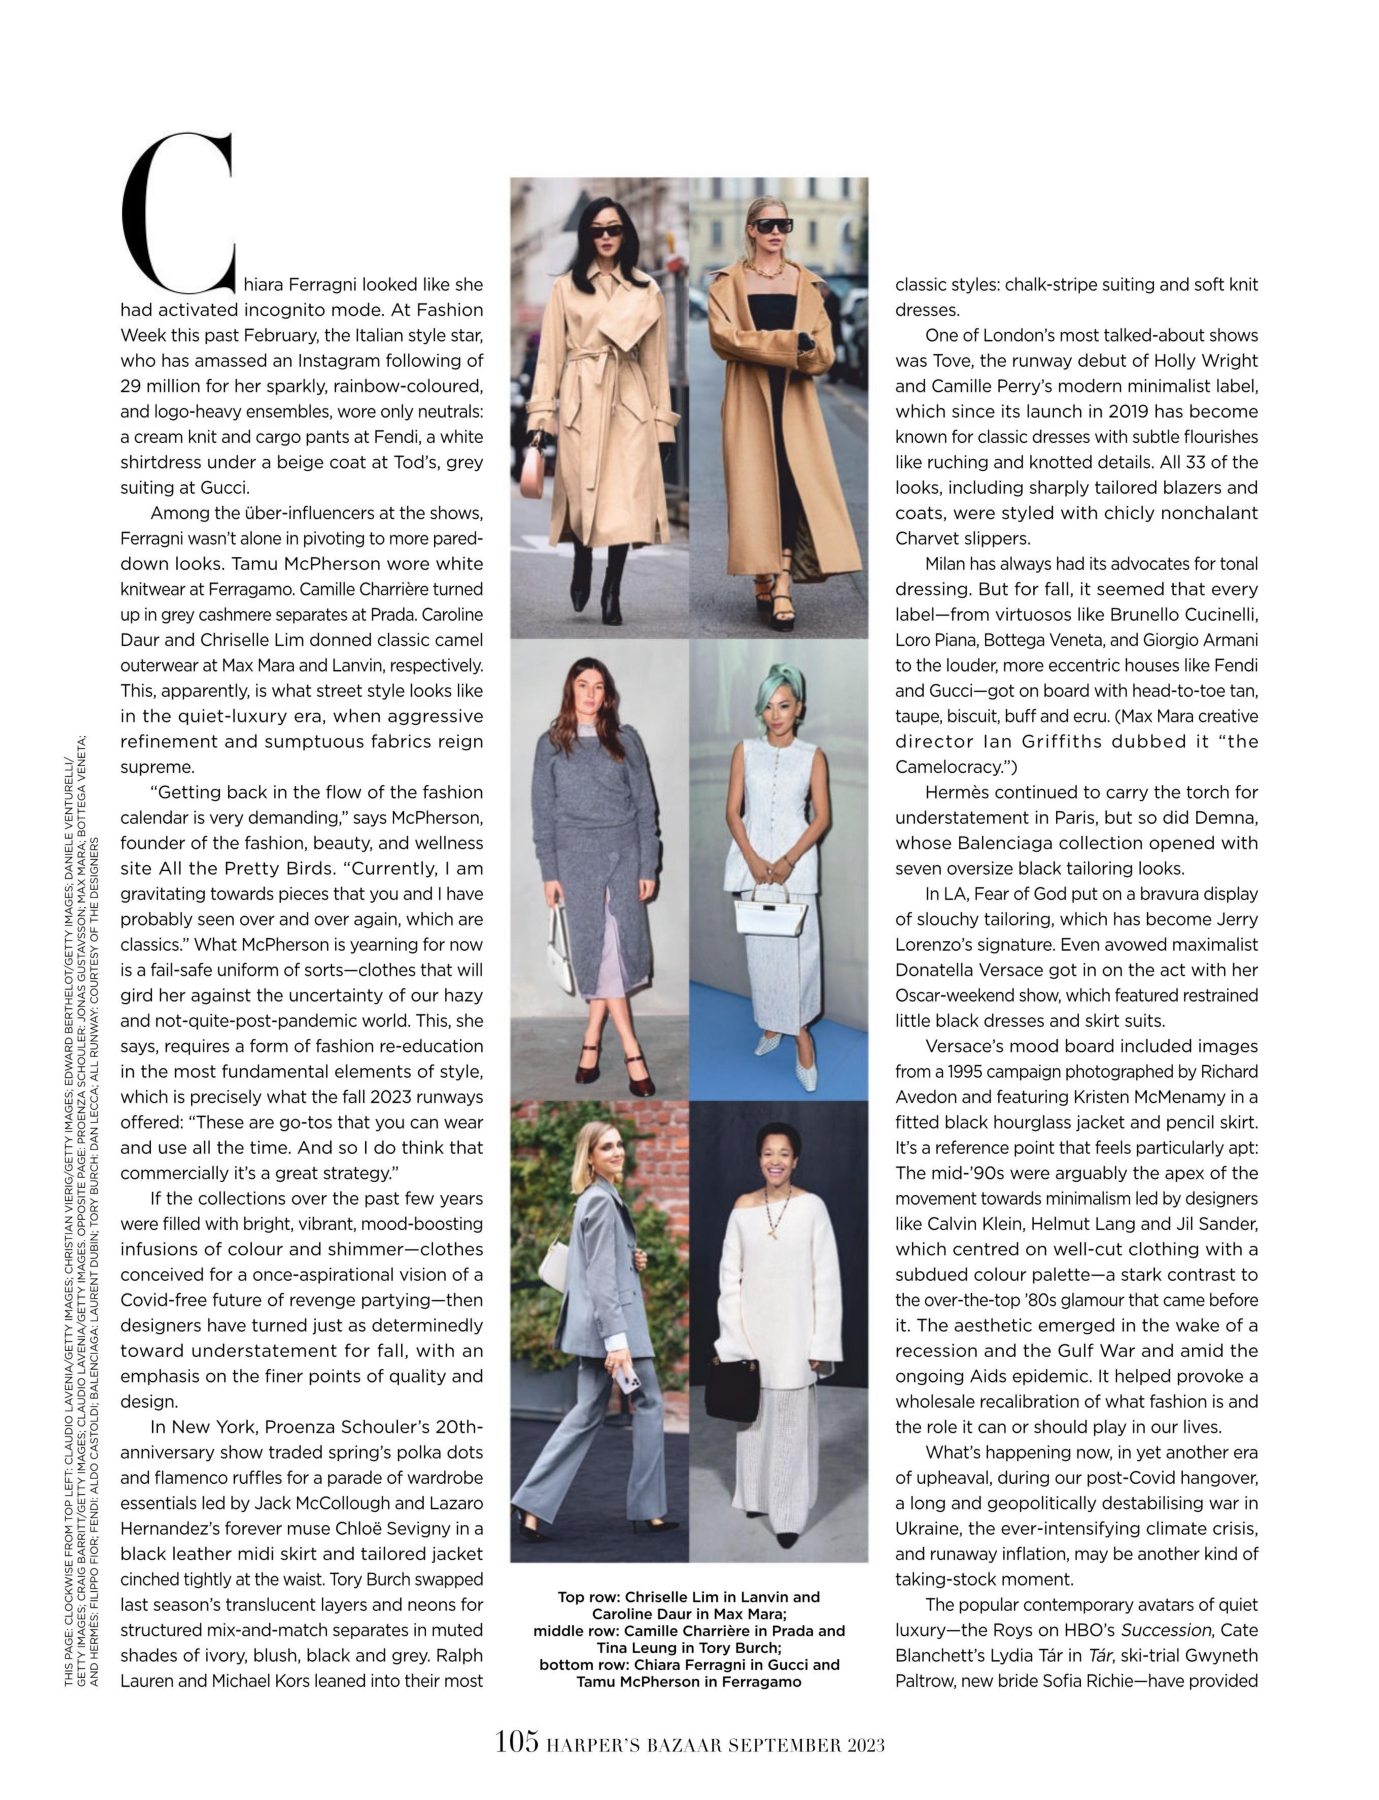 Chiara Ferragni looked like she
had activated incognito mode. At Fashion
Week this past February, the Italian style star,
who has amassed an Instagram following of
29 million for her sparkly, rainbow-coloured,
and logo-heavy ensembles, wore only neutrals:
a cream knit and cargo pants at Fendi, a white
shirtdress under a beige coat at Tod’s, grey
suiting at Gucci.
Among the über-influencers at the shows,
Ferragni wasn’t alone in pivoting to more pared-
down looks. Tamu McPherson wore white
knitwear at Ferragamo. Camille Charrière turned
up in grey cashmere separates at Prada. Caroline
Daur and Chriselle Lim donned classic camel
outerwear at Max Mara and Lanvin, respectively.
This, apparently, is what street style looks like
in the quiet-luxury era, when aggressive
refinement and sumptuous fabrics reign
supreme.
“Getting back in the flow of the fashion
calendar is very demanding,” says McPherson,
founder of the fashion, beauty, and wellness
site All the Pretty Birds. “Currently, I am
gravitating towards pieces that you and I have
probably seen over and over again, which are
classics.” What McPherson is yearning for now
is a fail-safe uniform of sorts—clothes that will
gird her against the uncertainty of our hazy
and not-quite-post-pandemic world. This, she
says, requires a form of fashion re-education
in the most fundamental elements of style,
which is precisely what the fall 2023 runways
offered: “These are go-tos that you can wear
and use all the time. And so I do think that
commercially it’s a great strategy.”
If the collections over the past few years
were filled with bright, vibrant, mood-boosting
infusions of colour and shimmer—clothes
conceived for a once-aspirational vision of a
Covid-free future of revenge partying—then
designers have turned just as determinedly
toward understatement for fall, with an
emphasis on the finer points of quality and
design.
In New York, Proenza Schouler’s 20th-
anniversary show traded spring’s polka dots
and flamenco ruffles for a parade of wardrobe
essentials led by Jack McCollough and Lazaro
Hernandez’s forever muse Chloë Sevigny in a
black leather midi skirt and tailored jacket
cinched tightly at the waist. Tory Burch swapped
last season’s translucent layers and neons for
structured mix-and-match separates in muted
shades of ivory, blush, black and grey. Ralph
Lauren and Michael Kors leaned into their most
classic styles: chalk-stripe suiting and soft knit
dresses.
One of London’s most talked-about shows
was Tove, the runway debut of Holly Wright
and Camille Perry’s modern minimalist label,
which since its launch in 2019 has become
known for classic dresses with subtle flourishes
like ruching and knotted details. All 33 of the
looks, including sharply tailored blazers and
coats, were styled with chicly nonchalant
Charvet slippers.
Milan has always had its advocates for tonal
dressing. But for fall, it seemed that every
label—from virtuosos like Brunello Cucinelli,
Loro Piana, Bottega Veneta, and Giorgio Armani
to the louder, more eccentric houses like Fendi
and Gucci—got on board with head-to-toe tan,
taupe, biscuit, buff and ecru. (Max Mara creative
director Ian Griffiths dubbed it “the
Camelocracy.”)
Hermès continued to carry the torch for
understatement in Paris, but so did Demna,
whose Balenciaga collection opened with
seven oversize black tailoring looks.
In LA, Fear of God put on a bravura display
of slouchy tailoring, which has become Jerry
Lorenzo’s signature. Even avowed maximalist
Donatella Versace got in on the act with her
Oscar-weekend show, which featured restrained
little black dresses and skirt suits.
Versace’s mood board included images
from a 1995 campaign photographed by Richard
Avedon and featuring Kristen McMenamy in a
fitted black hourglass jacket and pencil skirt.
It’s a reference point that feels particularly apt:
The mid-’90s were arguably the apex of the
movement towards minimalism led by designers
like Calvin Klein, Helmut Lang and Jil Sander,
which centred on well-cut clothing with a
subdued colour palette—a stark contrast to
the over-the-top ’80s glamour that came before
it. The aesthetic emerged in the wake of a
recession and the Gulf War and amid the
ongoing Aids epidemic. It helped provoke a
wholesale recalibration of what fashion is and
the role it can or should play in our lives.
What’s happening now, in yet another era
of upheaval, during our post-Covid hangover,
a long and geopolitically destabilising war in
Ukraine, the ever-intensifying climate crisis,
and runaway inflation, may be another kind of
taking-stock moment.
The popular contemporary avatars of quiet
luxury—the Roys on HBO’s Succession, Cate
Blanchett’s Lydia Tár in Tár, ski-trial Gwyneth
Paltrow, new bride Sofia Richie—have provided
Top row: Chriselle Lim in Lanvin and
Caroline Daur in Max Mara;
middle row: Camille Charrière in Prada and
Tina Leung in Tory Burch;
bottom row: Chiara Ferragni in Gucci and
Tamu McPherson in Ferragamo
THIS PAGE: CLOCKWISE FROM TOP LEFT: CLAUDIO LAVENIA/GETTY IMAGES; CHRISTIAN VIERIG/GETTY IMAGES; EDWARD BERTHELOT/GETTY IMAGES; DANIELE VENTURELLI/
GETTY IMAGES; CRAIG BARRITT/GETTY IMAGES; CLAUDIO LAVENIA/GETTY IMAGES. OPPOSITE PAGE: PROENZA SCHOULER: JONAS GUSTAVSSON; MAX MARA; BOTTEGA VENETA;
AND HERMÈS: FILIPPO FIOR; FENDI: ALDO CASTOLDI; BALENCIAGA: LAURENT DUBIN; TORY BURCH: DAN LECCA; ALL RUNWAY: COURTESY OF THE DESIGNERS
105 HARPER’S BAZAAR SEPTEMBER 2023